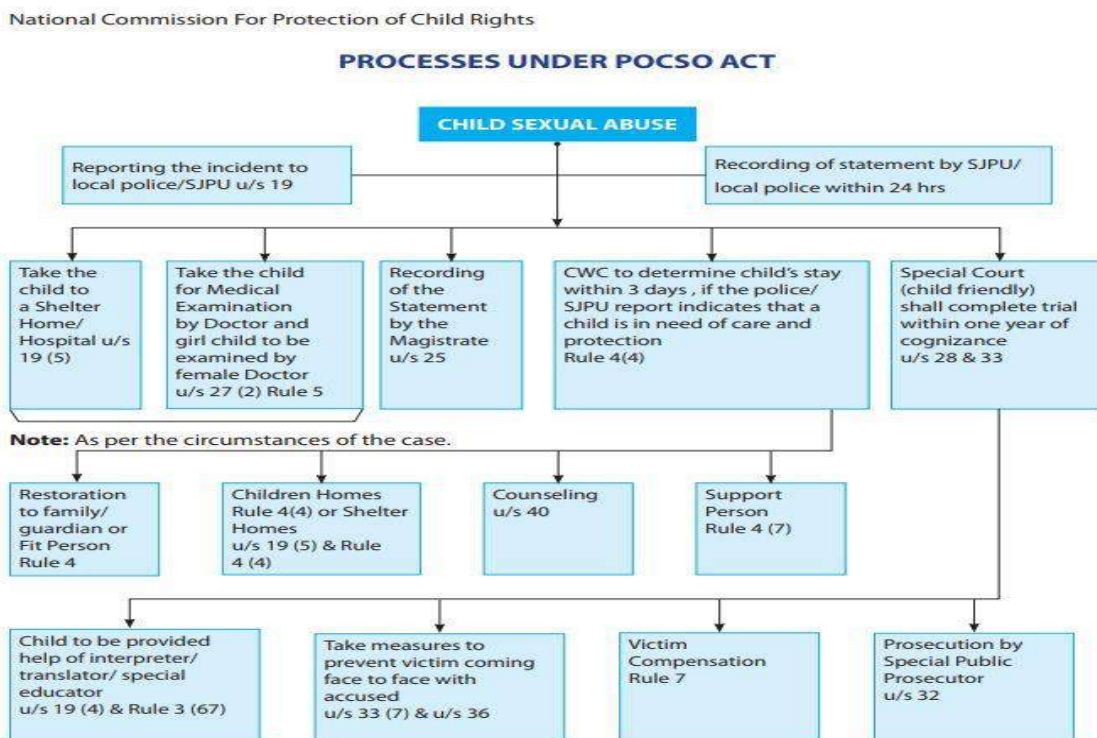 National Commission For Protection of Child Rights
PROCESSES UNDER POCSO ACT
CHILD SEXUAL ABUSE
Reporting the incident to
local police/SJPU u/s 19
Recording of statement by SJPU/
local police within 24 hrs
Take the
child to
a Shelter
Home/
Hospital u/s
19 (5)
Take the child
for Medical
Examination
by Doctor and
girl child to be
examined by
female Doctor
u/s 27 (2) Rule 5
Recording
of the
Statement
by the
Magistrate
u/s 25
CWC to determine child's stay
within 3 days , if the police/
SJPU report indicates that a
child is in need of care and
protection
Rule 4(4)
Special Court
(child friendly)
shall complete trial
within one year of
cognizance
u/s 28 & 33
Note: As per the circumstances of the case.
Restoration
to family/
guardian or
Fit Person
Rule 4
Children Homes
Rule 4(4) or Shelter
Homes
u/s 19 (5) & Rule
4 (4)
Counseling
u/s 40
Support
Person
Rule 4 (7)
Child to be provided
help of interpreter/
translator/ special
educator
u/s 19 (4) & Rule 3 (67)
Take measures to
prevent victim coming
face to face with
accused
u/s 33 (7) & u/s 36
Victim
Compensation
Rule 7
Prosecution by
Special Public
Prosecutor
u/s 32